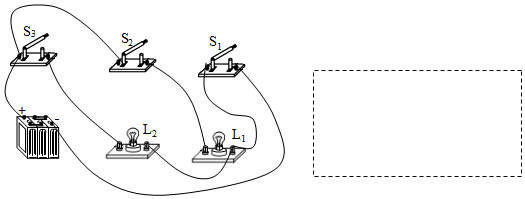 S₃
S₂
S₁
+
-
L₂
L₁